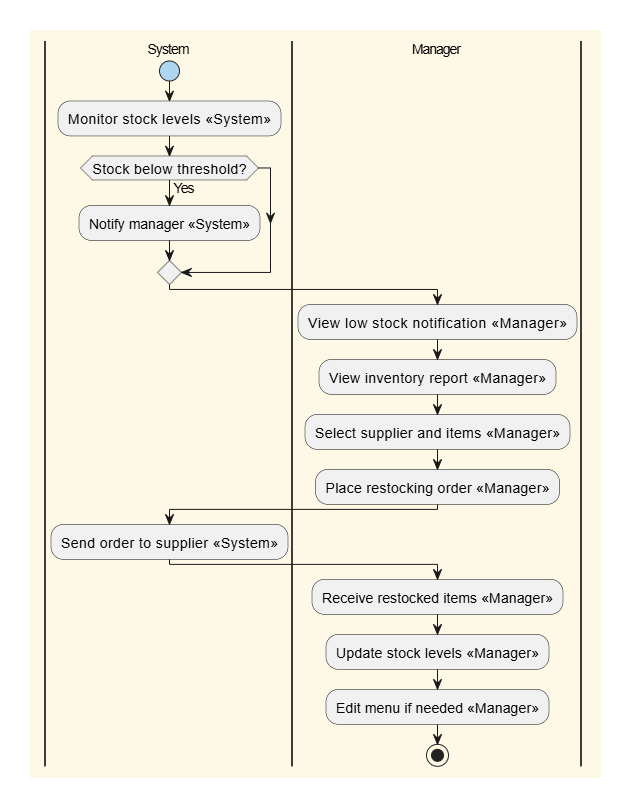 System
Manager
Monitor stock levels «System»
Stock below threshold?
Yes
Notify manager «System»
View low stock notification «Manager»
View inventory report «Manager»
Select supplier and items «Manager»
Place restocking order «Manager»
Send order to supplier «System»
Receive restocked items «Manager»
Update stock levels «Manager»
Edit menu if needed «Manager»